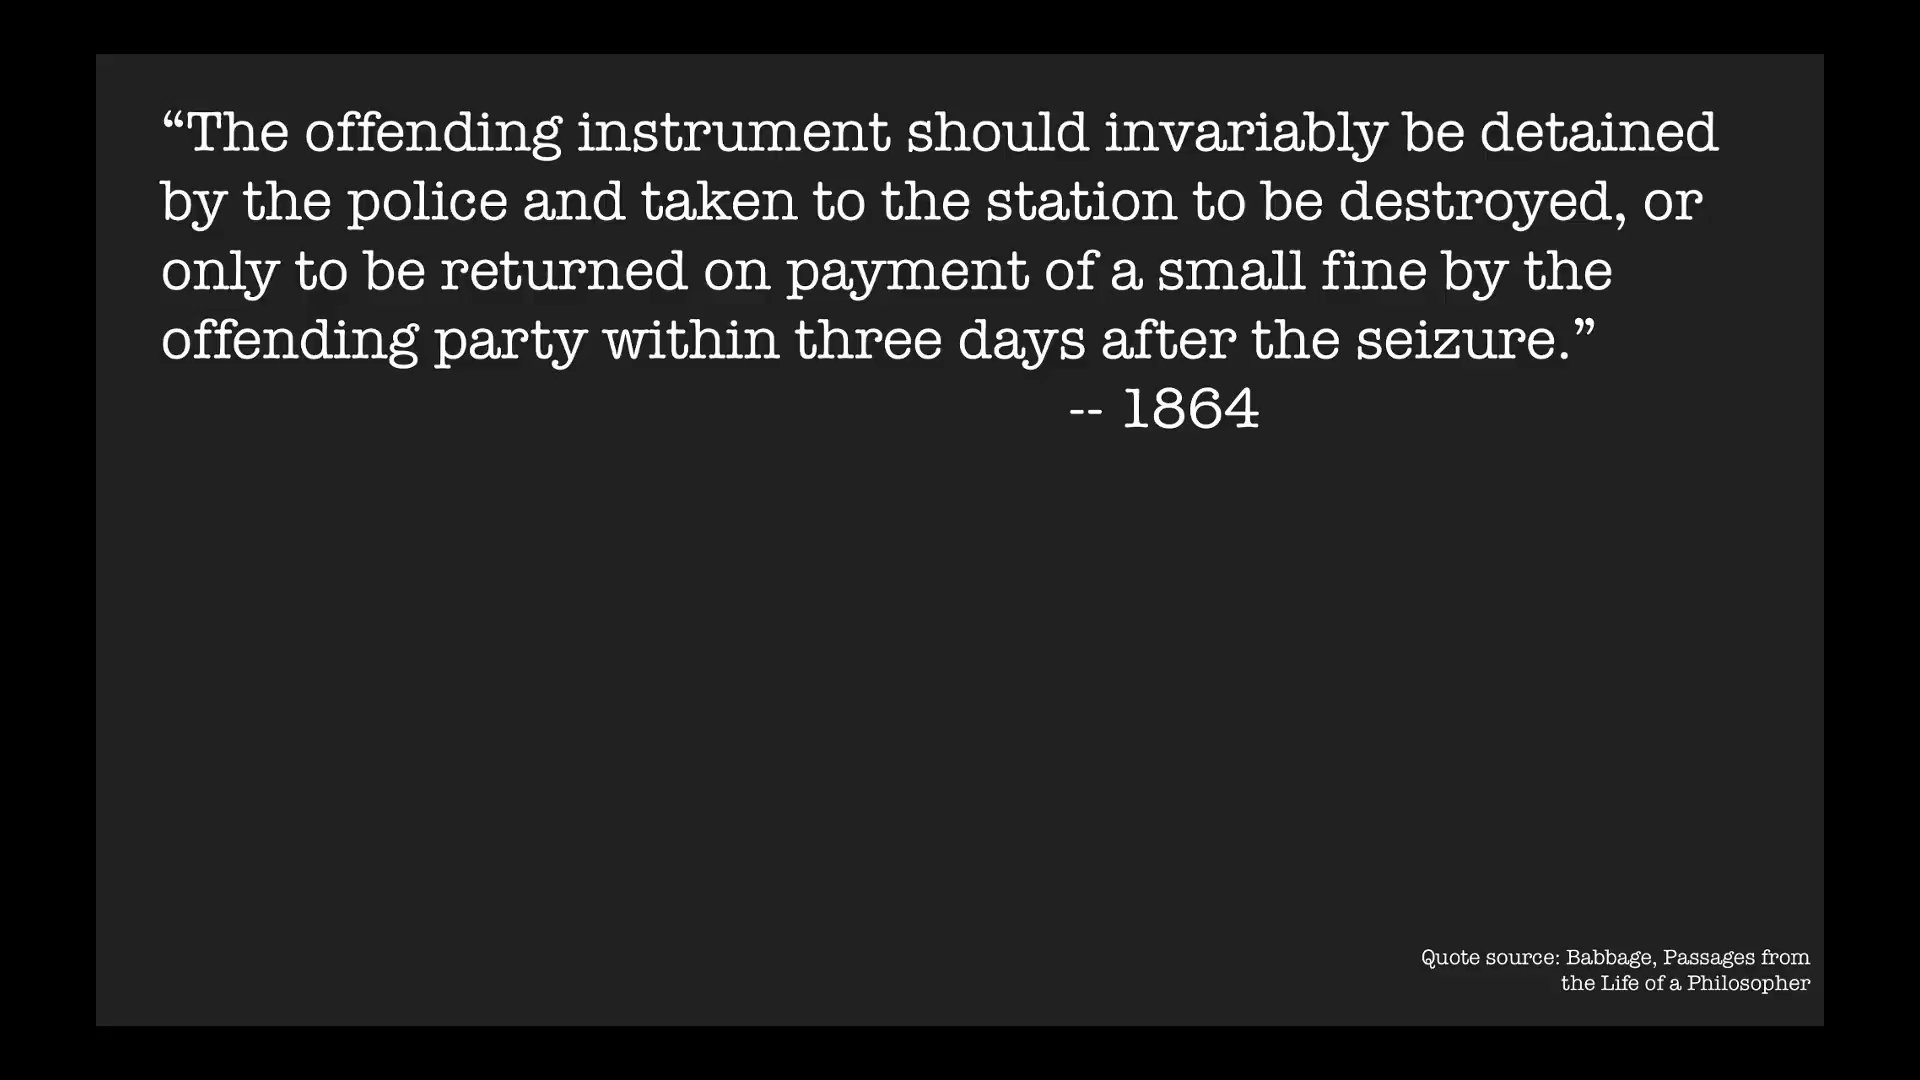 “The offending instrument should invariably be detained
by the police and taken to the station to be destroyed, or
only to be returned on payment of a small fine by the
offending party within three days after the seizure.”
-- 1864
Quote source: Babbage, Passages from
the Life of a Philosopher